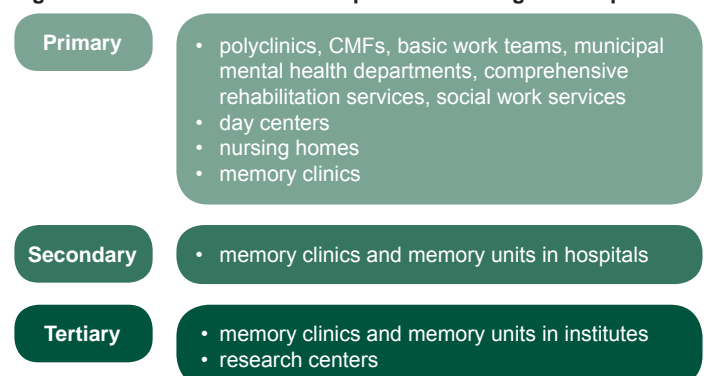 Primary
• polyclinics, CMFs, basic work teams, municipal
mental health departments, comprehensive
rehabilitation services, social work services
• day centers
• nursing homes
• memory clinics
Secondary
• memory clinics and memory units in hospitals
Tertiary
• memory clinics and memory units in institutes
• research centers